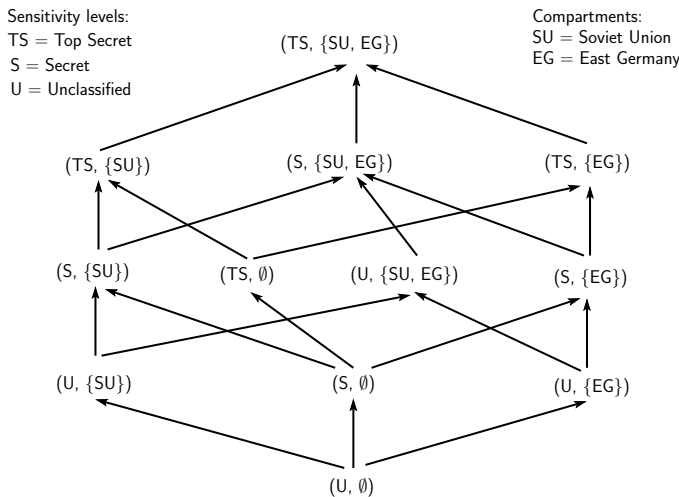 Sensitivity levels:
TS = Top Secret
S = Secret
U = Unclassified
Compartments:
SU = Soviet Union
EG = East Germany
(TS, {SU, EG})
(TS, {SU})
(S, {SU, EG})
(TS, {EG})
(S, {SU})
(TS, ∅)
(U, {SU, EG})
(S, {EG})
(U, {SU})
(S, ∅)
(U, {EG})
(U, ∅)